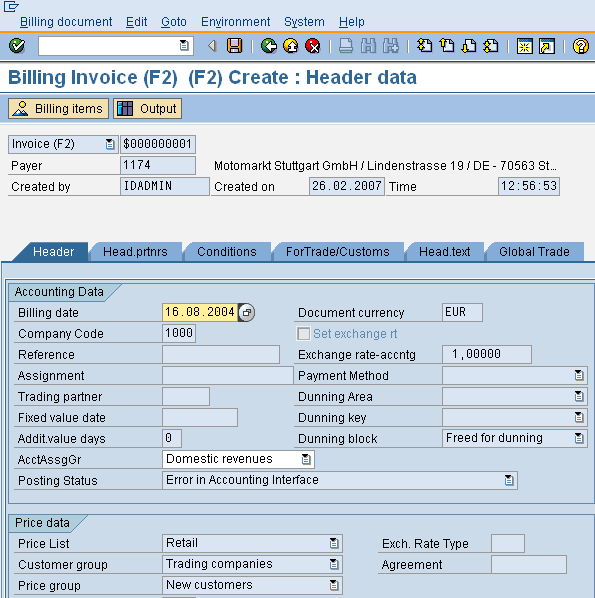 Billing document Edit Goto Environment System Help
Billing Invoice (F2) (F2) Create : Header data
Billing items Output
Invoice (F2) $000000001
Payer 1174 Motomarkt Stuttgart GmbH / Lindenstrasse 19 / DE - 70563 St...
Created by IDADMIN Created on 26.02.2007 Time 12:56:53
Header Head.prtnrs Conditions ForTrade/Customs Head.text Global Trade
Accounting Data
Billing date 16.08.2004 Document currency EUR
Company Code 1000 Set exchange rt
Reference Exchange rate-accntg 1,00000
Assignment Payment Method
Trading partner Dunning Area
Fixed value date Dunning key
Addit.value days 0 Dunning block Freed for dunning
AcctAssgGr Domestic revenues
Posting Status Error in Accounting Interface
Price data
Price List Retail Exch. Rate Type
Customer group Trading companies Agreement
Price group New customers